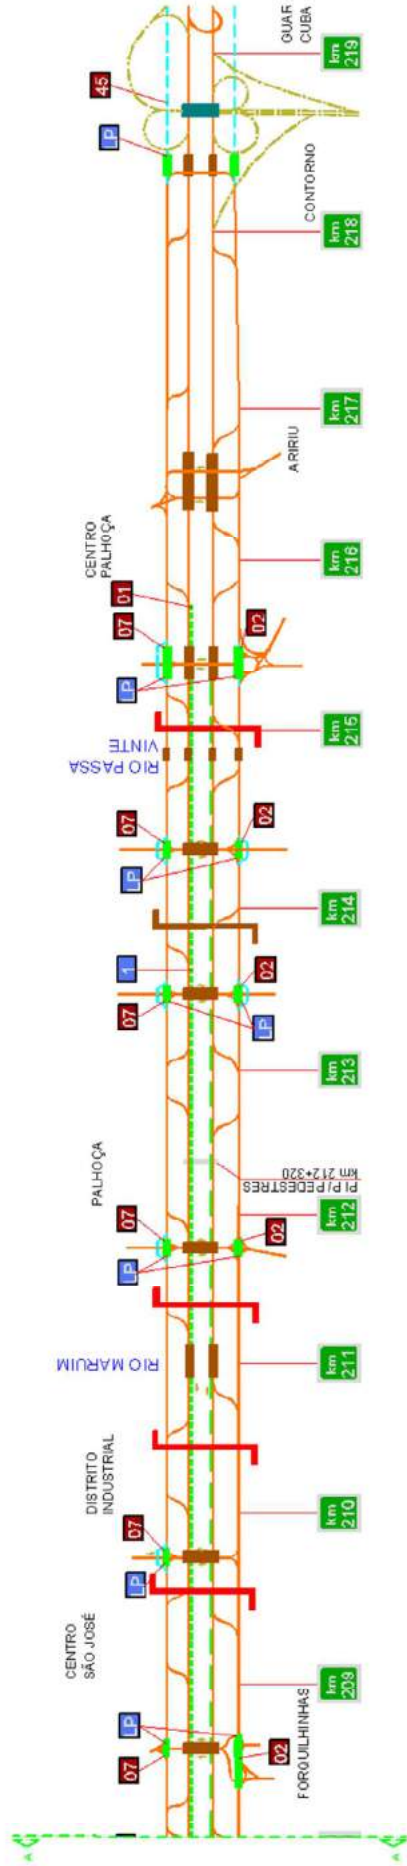 A
CENTRO
SÃO JOSÉ
DISTRITO
INDUSTRIAL
PALHOÇA
CENTRO
PALHOÇA
07
LP
LP
07
RIO MARUIM
LP
07
07
1
LP
07
RIO PASSA
VINTE
LP
07
01
LP
45
02
02
LP
02
02
02
FORQUILHINHAS
PI P/ PEDESTRES
km 212+320
ARIRIU
CONTORNO
GUAR
CUBA
km
209
km
210
km
211
km
212
km
213
km
214
km
215
km
216
km
217
km
218
km
219
A